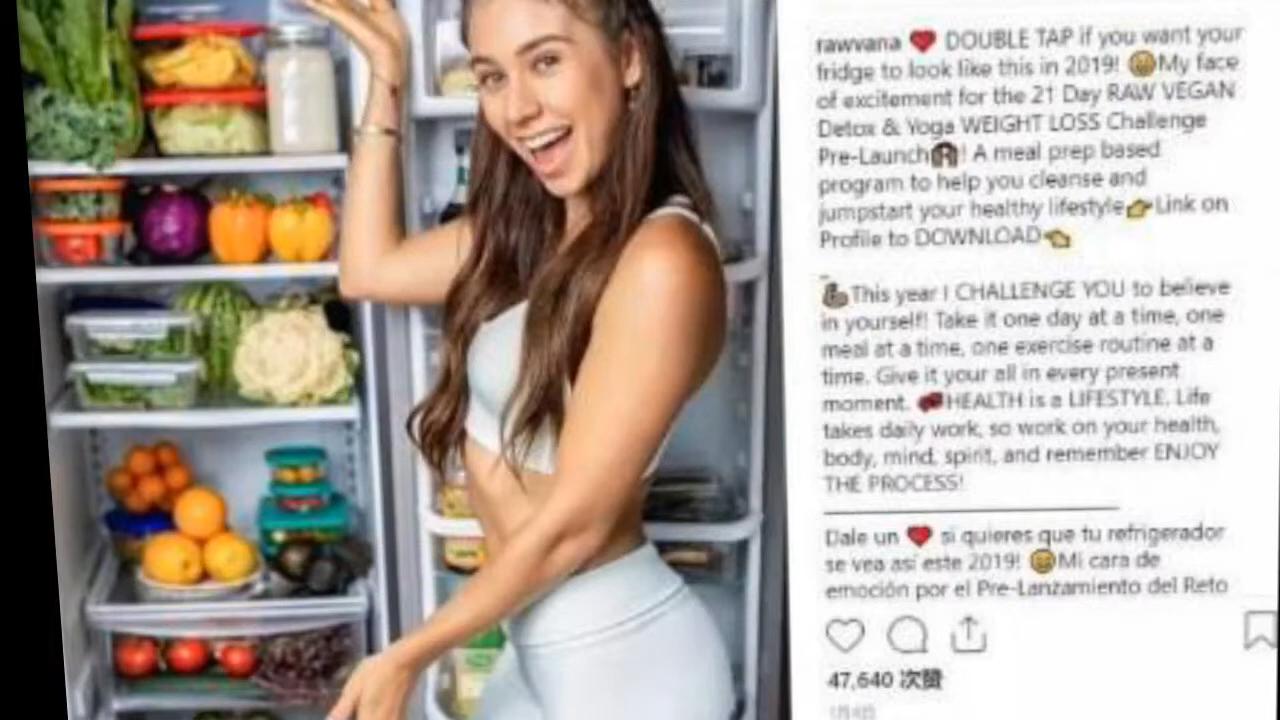 rawvana ❤️ DOUBLE TAP if you want your
fridge to look like this in 2019! 😄My face
of excitement for the 21 Day RAW VEGAN
Detox & Yoga WEIGHT LOSS Challenge
Pre-Launch🙋🏽! A meal prep based
program to help you cleanse and
jumpstart your healthy lifestyle👉Link on
Profile to DOWNLOAD👈
💪🏽This year I CHALLENGE YOU to believe
in yourself! Take it one day at a time, one
meal at a time, one exercise routine at a
time. Give it your all in every present
moment. 💕HEALTH is a LIFESTYLE. Life
takes daily work, so work on your health,
body, mind, spirit, and remember ENJOY
THE PROCESS!
Dale un ❤️ si quieres que tu refrigerador
se vea así este 2019! 😄Mi cara de
emoción por el Pre-Lanzamiento del Reto
47,640 次赞